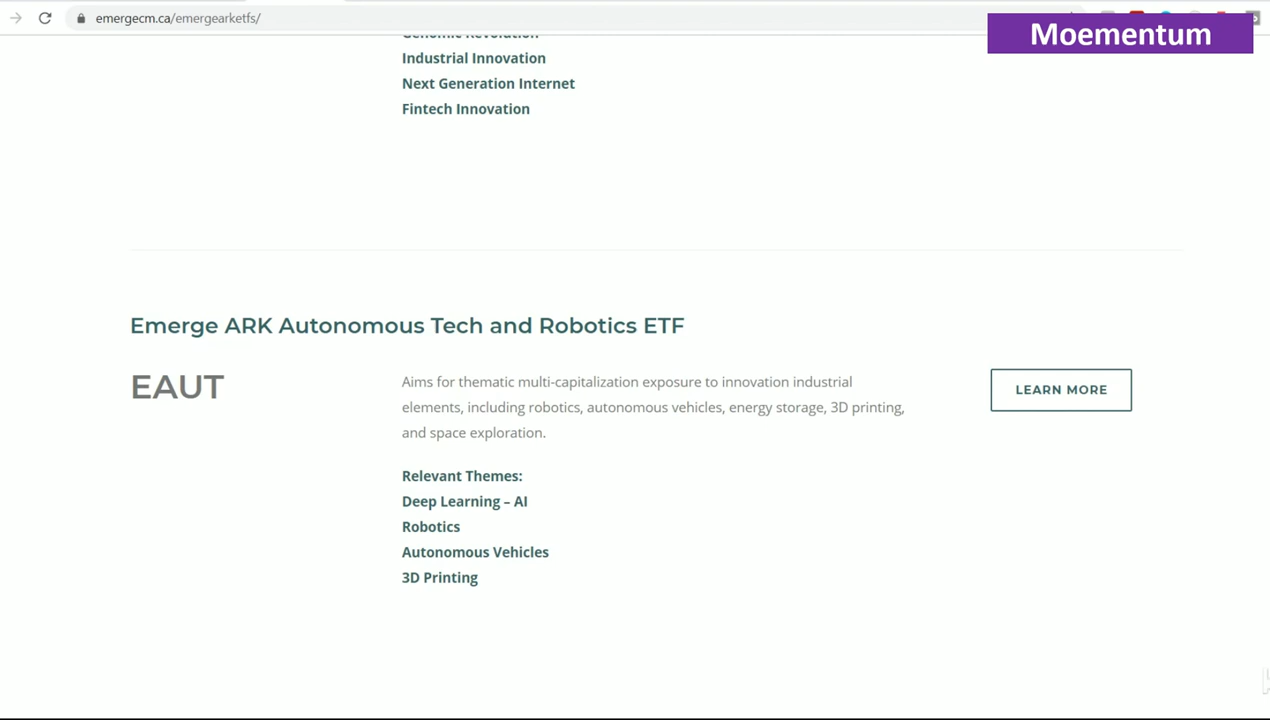 emergecm.ca/emergearketfs/
Moementum
Genomic Revolution
Industrial Innovation
Next Generation Internet
Fintech Innovation
Emerge ARK Autonomous Tech and Robotics ETF
EAUT
Aims for thematic multi-capitalization exposure to innovation industrial
elements, including robotics, autonomous vehicles, energy storage, 3D printing,
and space exploration.
LEARN MORE
Relevant Themes:
Deep Learning – AI
Robotics
Autonomous Vehicles
3D Printing